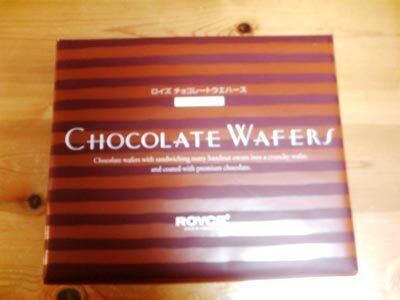 ロイズ チョコレートウエハース
CHOCOLATE WAFERS
Chocolate wafers with sandwiching nutty hazelnut cream into a crunchy wafer,
and coated with premium chocolate.
ROYCE'